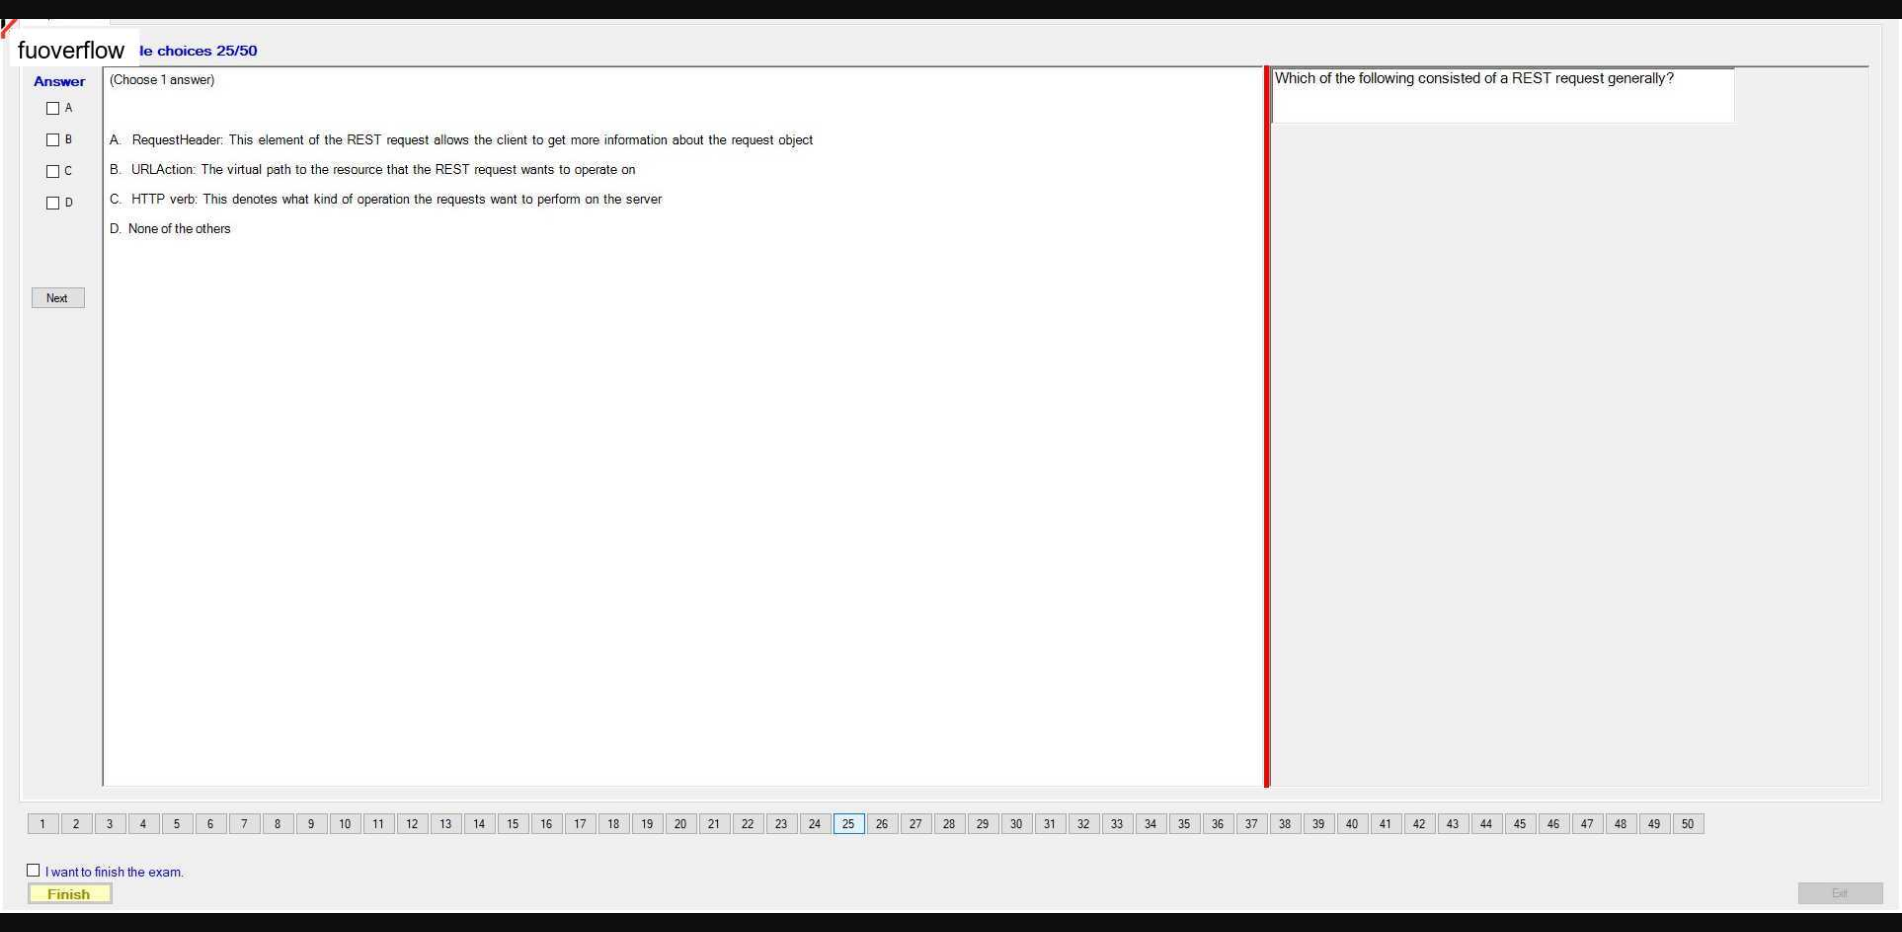 fuoverflow le choices 25/50
Answer
(Choose 1 answer)
A
B
C
D
A. RequestHeader: This element of the REST request allows the client to get more information about the request object
B. URLAction: The virtual path to the resource that the REST request wants to operate on
C. HTTP verb: This denotes what kind of operation the requests want to perform on the server
D. None of the others
Next
Which of the following consisted of a REST request generally?
1 2 3 4 5 6 7 8 9 10 11 12 13 14 15 16 17 18 19 20 21 22 23 24 25 26 27 28 29 30 31 32 33 34 35 36 37 38 39 40 41 42 43 44 45 46 47 48 49 50
I want to finish the exam.
Finish
Exit